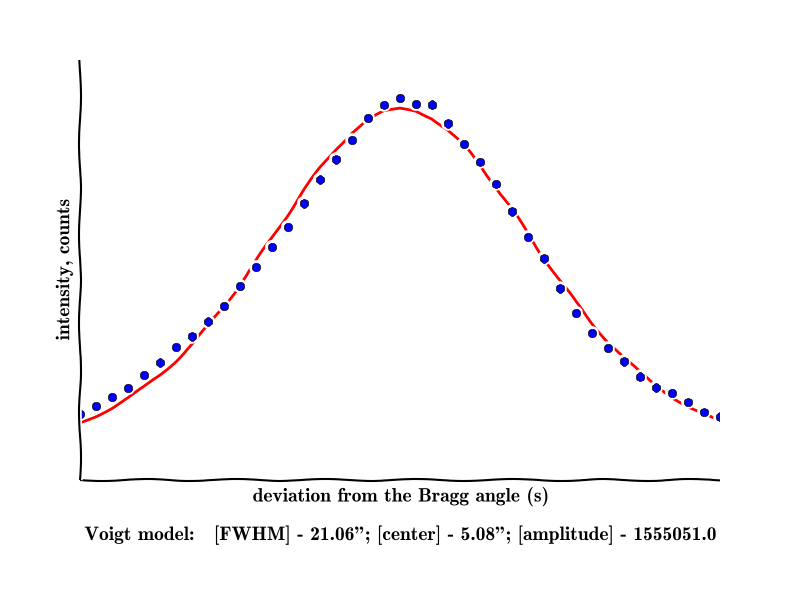 intensity, counts
deviation from the Bragg angle (s)
Voigt model: [FWHM] - 21.06”; [center] - 5.08”; [amplitude] - 1555051.0